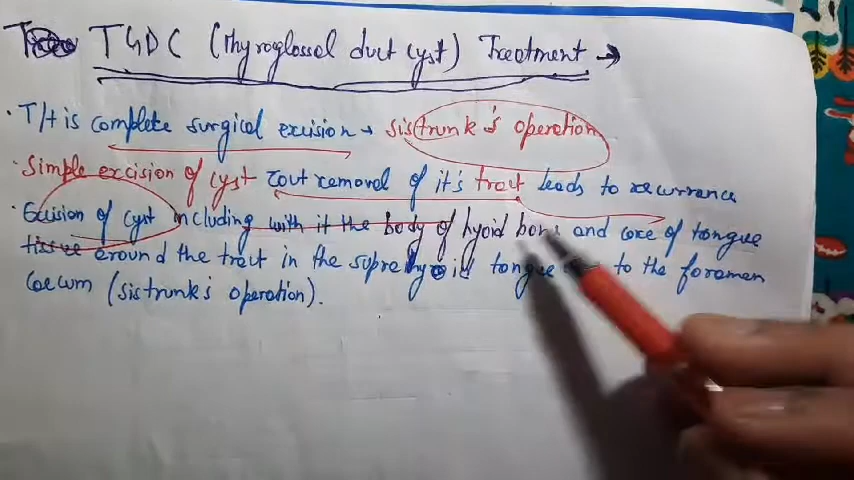 TGDC (thyroglossal duct cyst) Treatment →
· T/t is complete surgical excision → sistrunk's operation
· Simple excision of cyst c̄out removal of it's tract leads to recurrance
· Excision of cyst including with it the body of hyoid bone and core of tongue
tissue around the tract in the suprahyoid tongue to the foramen
Coecum (sistrunk's operation).